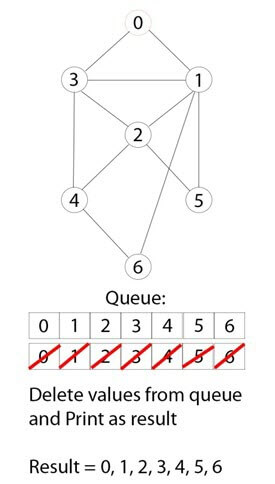 0
3 1
2
4 5
6
Queue:
0 1 2 3 4 5 6
0 1 2 3 4 5 6
Delete values from queue
and Print as result
Result = 0, 1, 2, 3, 4, 5, 6